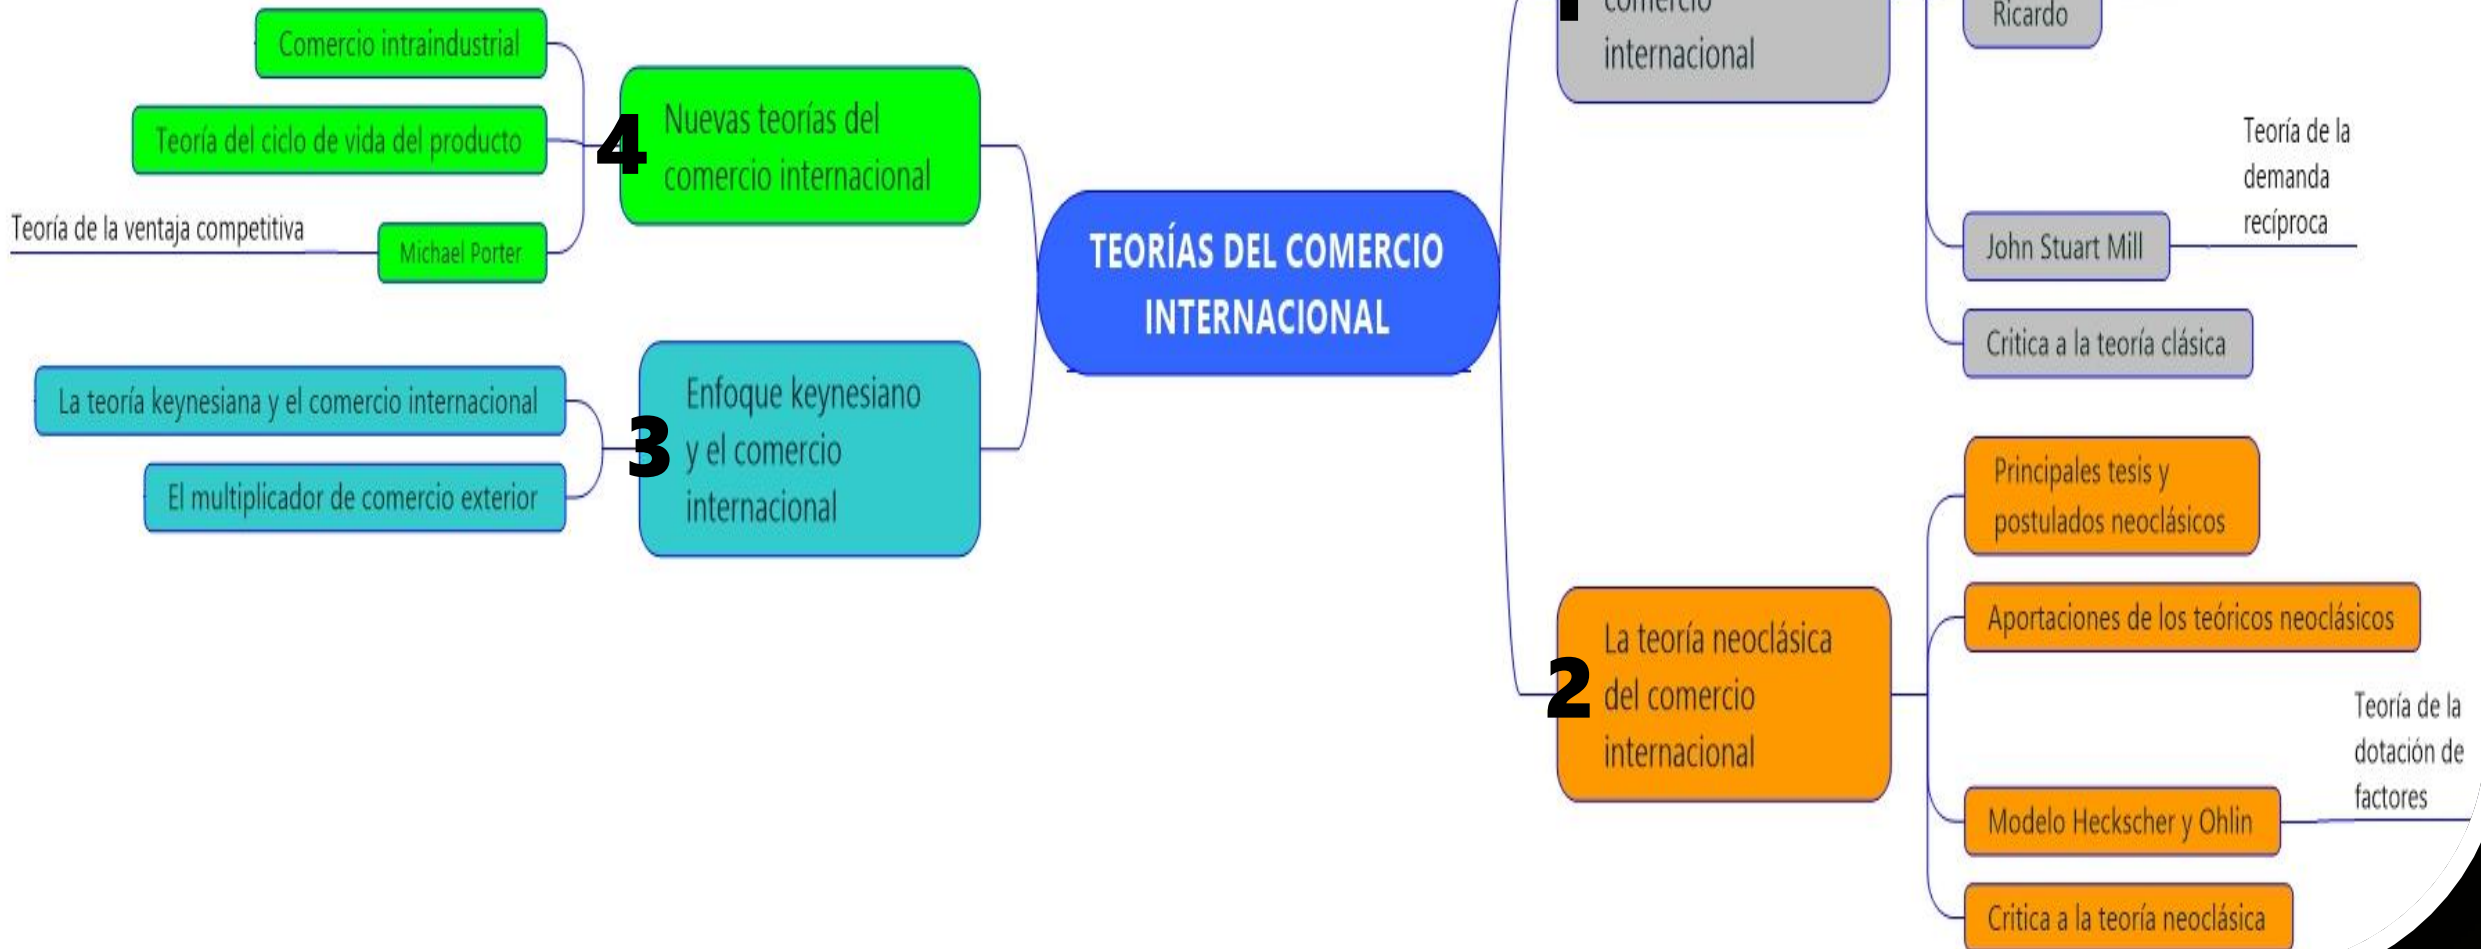 comercio
internacional
Ricardo
Teoría de la
demanda
recíproca
John Stuart Mill
Critica a la teoría clásica
Comercio intraindustrial
Teoría del ciclo de vida del producto
Teoría de la ventaja competitiva
Michael Porter
4
Nuevas teorías del
comercio internacional
TEORÍAS DEL COMERCIO
INTERNACIONAL
La teoría keynesiana y el comercio internacional
El multiplicador de comercio exterior
3
Enfoque keynesiano
y el comercio
internacional
2
La teoría neoclásica
del comercio
internacional
Principales tesis y
postulados neoclásicos
Aportaciones de los teóricos neoclásicos
Teoría de la
dotación de
factores
Modelo Heckscher y Ohlin
Crítica a la teoría neoclásica